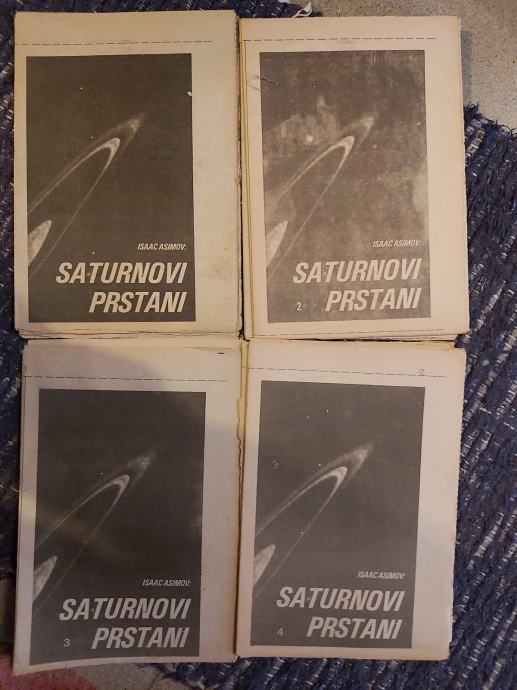 ISAAC ASIMOV:
SATURNOVI
PRSTANI
ISAAC ASIMOV:
SATURNOVI
2 PRSTANI
ISAAC ASIMOV:
SATURNOVI
PRSTANI
3
ISAAC ASIMOV:
SATURNOVI
4 PRSTANI